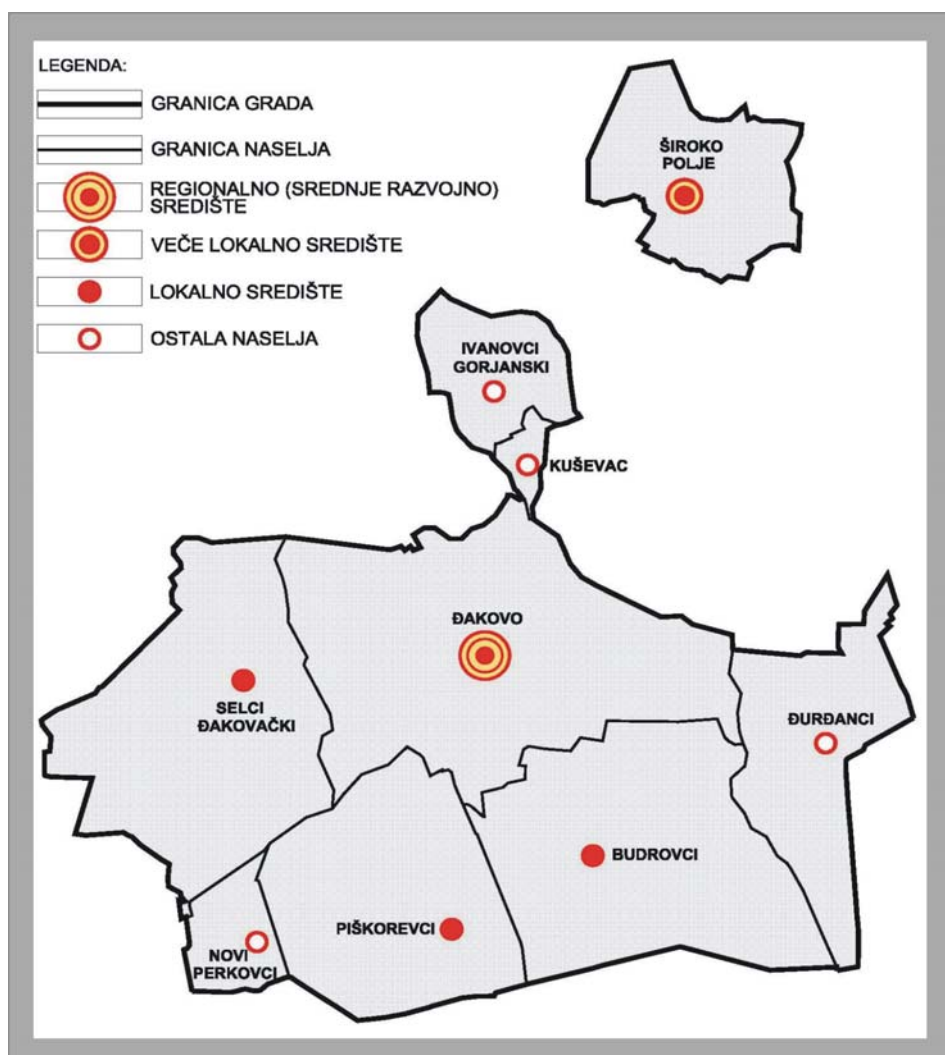 LEGENDA:
GRANICA GRADA
GRANICA NASELJA
REGIONALNO (SREDNJE RAZVOJNO)
SREDIŠTE
VEČE LOKALNO SREDIŠTE
LOKALNO SREDIŠTE
OSTALA NASELJA
ŠIROKO
POLJE
IVANOVCI
GORJANSKI
KUŠEVAC
ĐAKOVO
SELCI
ĐAKOVAČKI
ĐURĐANCI
BUDROVCI
PIŠKOREVCI
NOVI
PERKOVCI